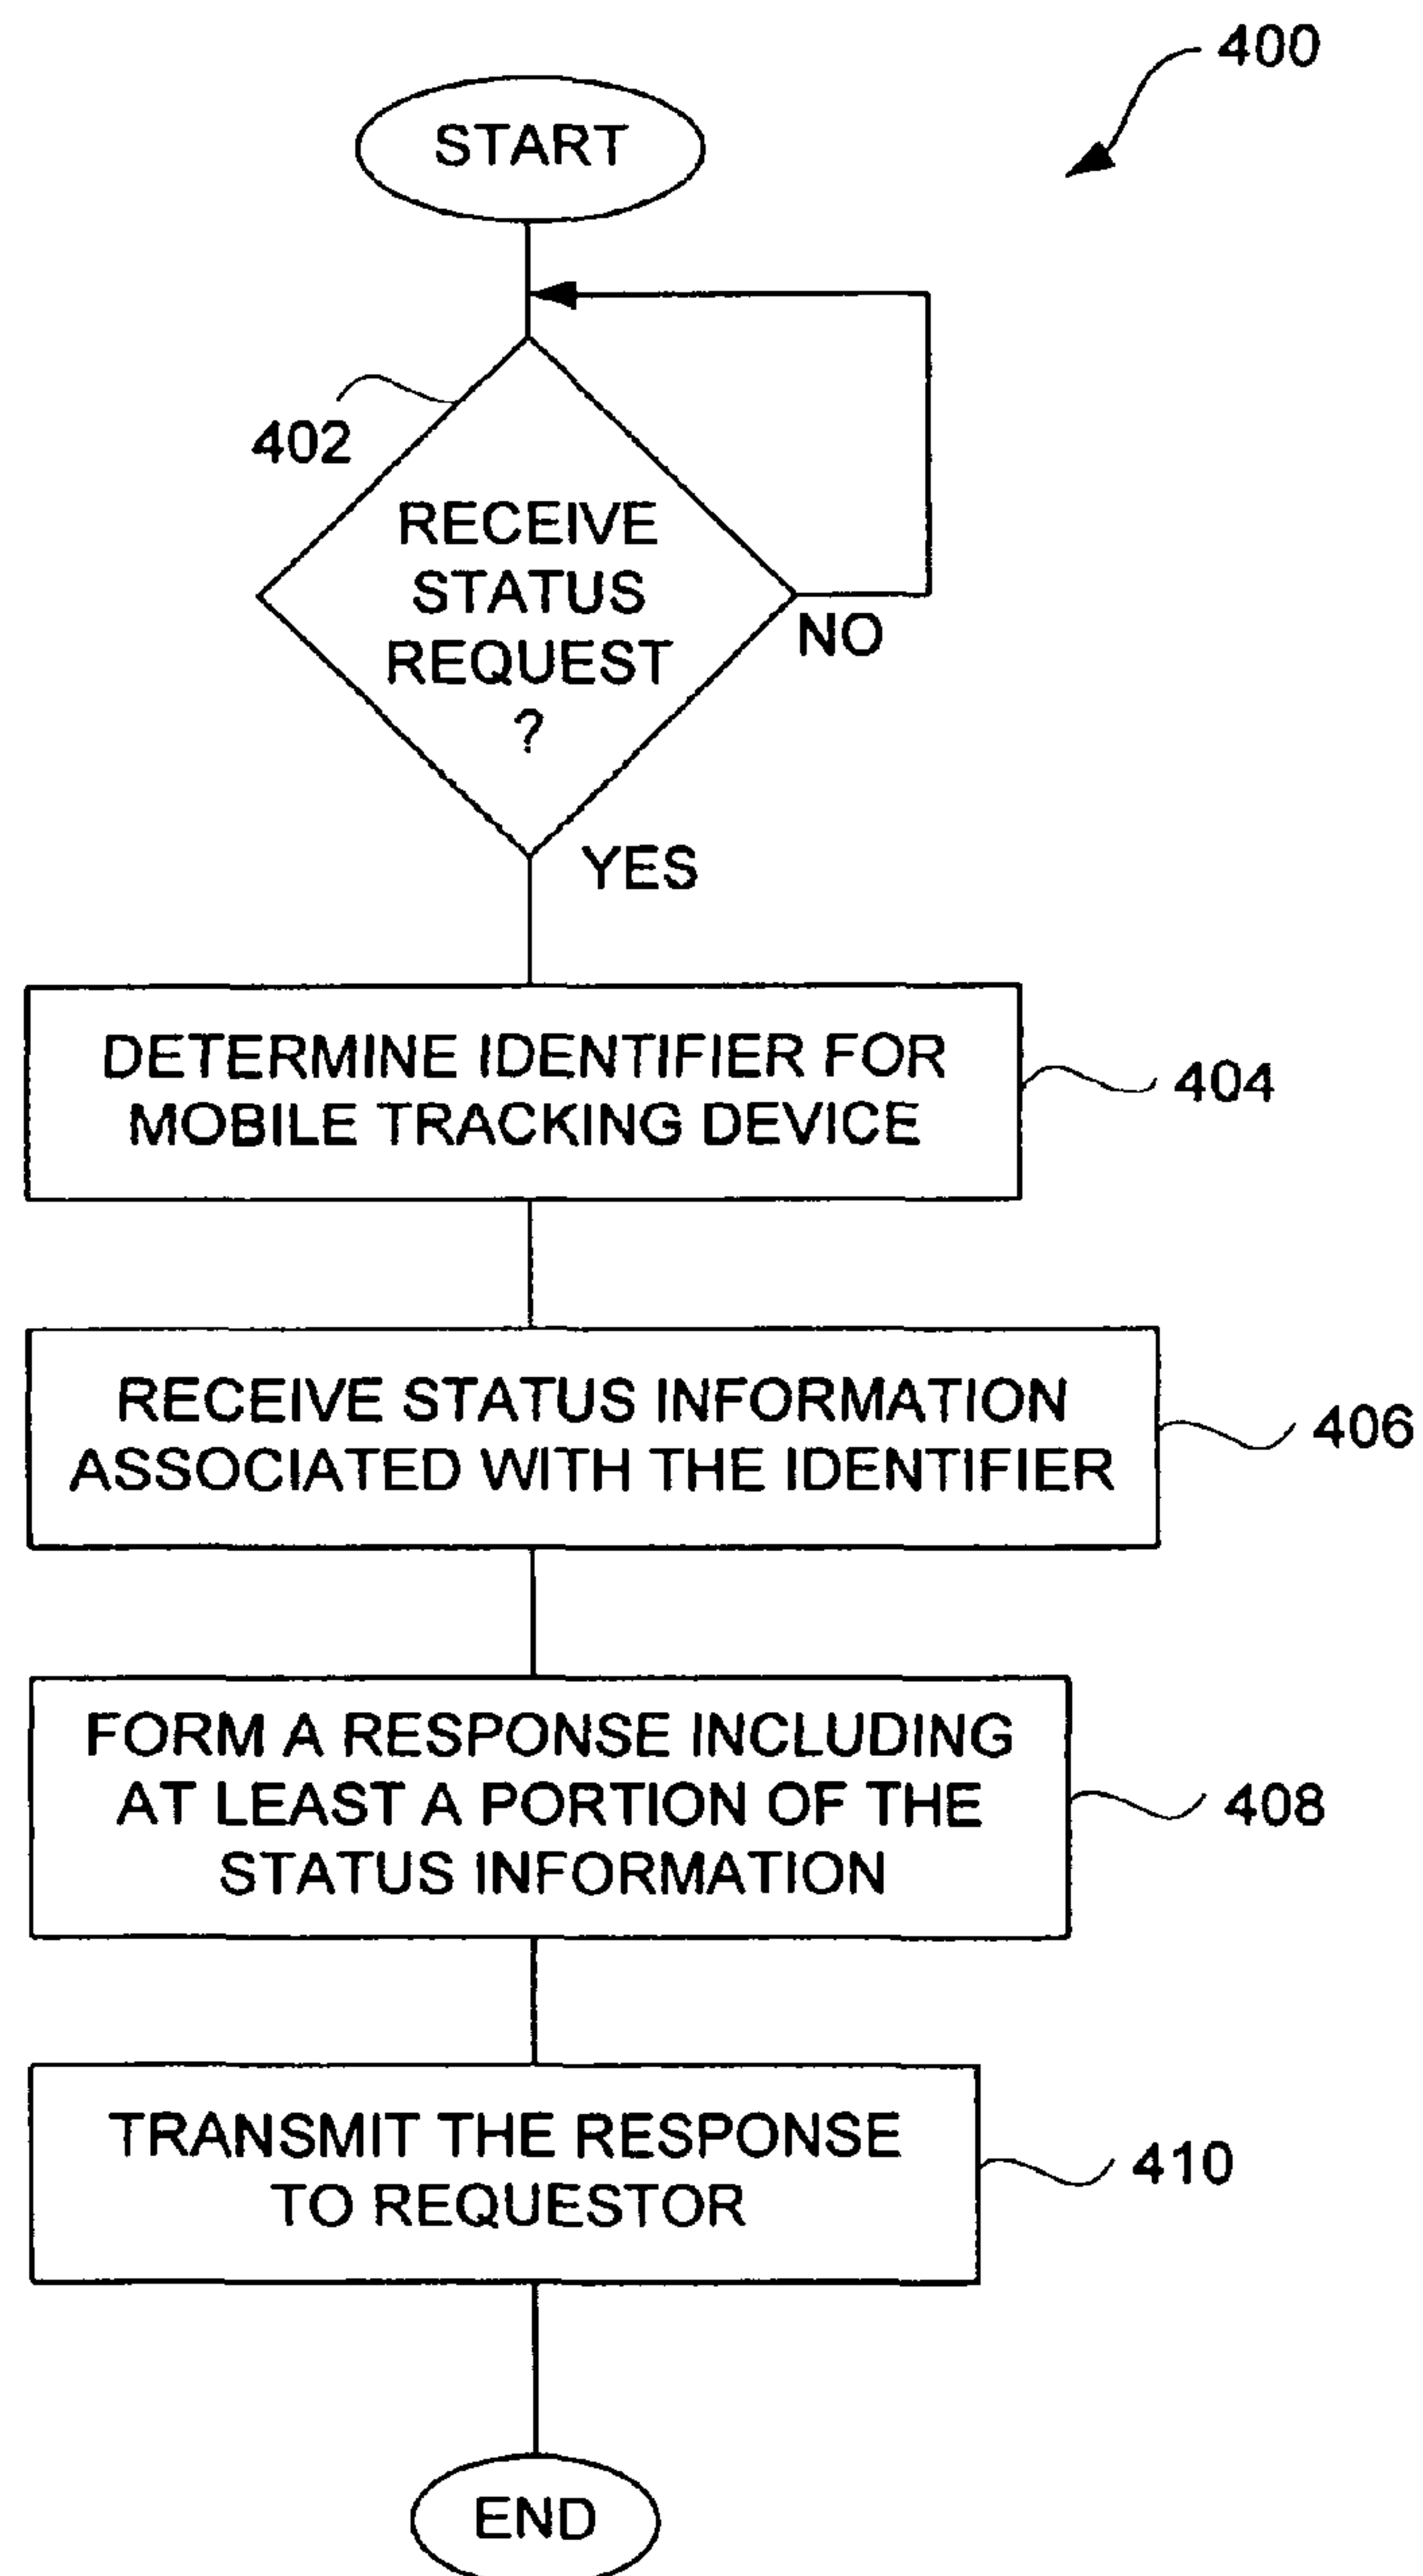 400
START
402
RECEIVE
STATUS
REQUEST
?
NO
YES
DETERMINE IDENTIFIER FOR
MOBILE TRACKING DEVICE
404
RECEIVE STATUS INFORMATION
ASSOCIATED WITH THE IDENTIFIER
406
FORM A RESPONSE INCLUDING
AT LEAST A PORTION OF THE
STATUS INFORMATION
408
TRANSMIT THE RESPONSE
TO REQUESTOR
410
END